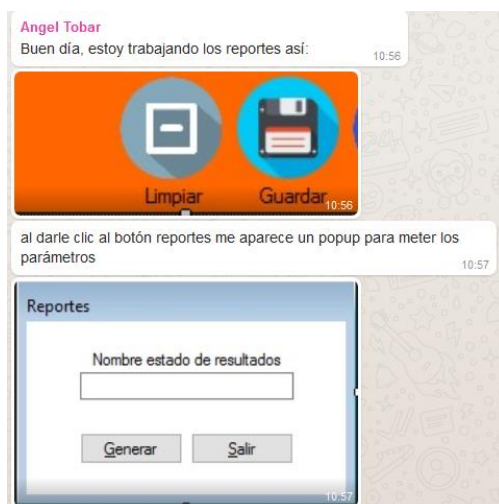 Angel Tobar
Buen día, estoy trabajando los reportes así:
10:56
Limpiar Guardar
10:56
al darle clic al botón reportes me aparece un popup para meter los
parámetros
10:57
Reportes
Nombre estado de resultados
Generar Salir
10:57